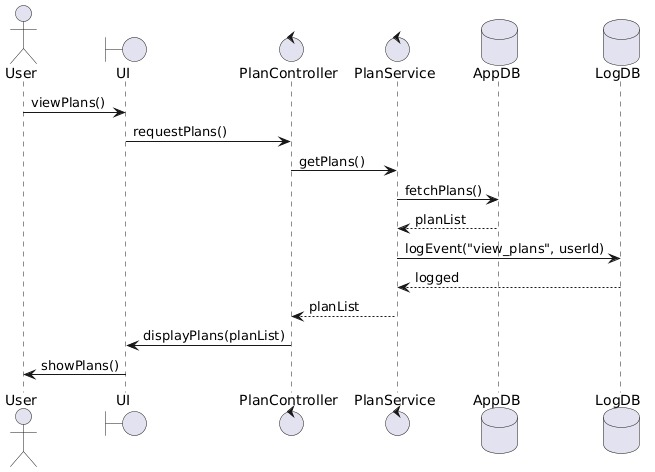 User UI PlanController PlanService AppDB LogDB
viewPlans()
requestPlans()
getPlans()
fetchPlans()
planList
logEvent("view_plans", userId)
logged
planList
displayPlans(planList)
showPlans()
User UI PlanController PlanService AppDB LogDB